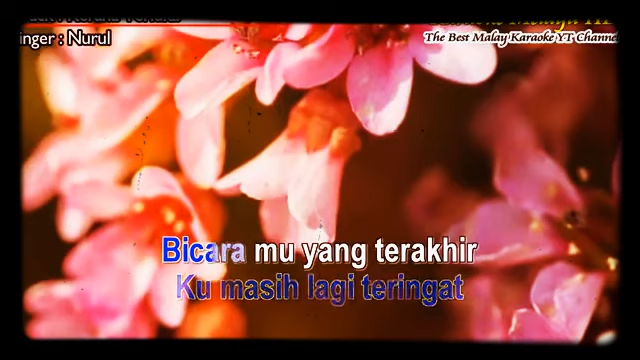 inger : Nurul
The Best Malay Karaoke YT Channe
Bicara mu yang terakhir
Ku masih lagi teringat